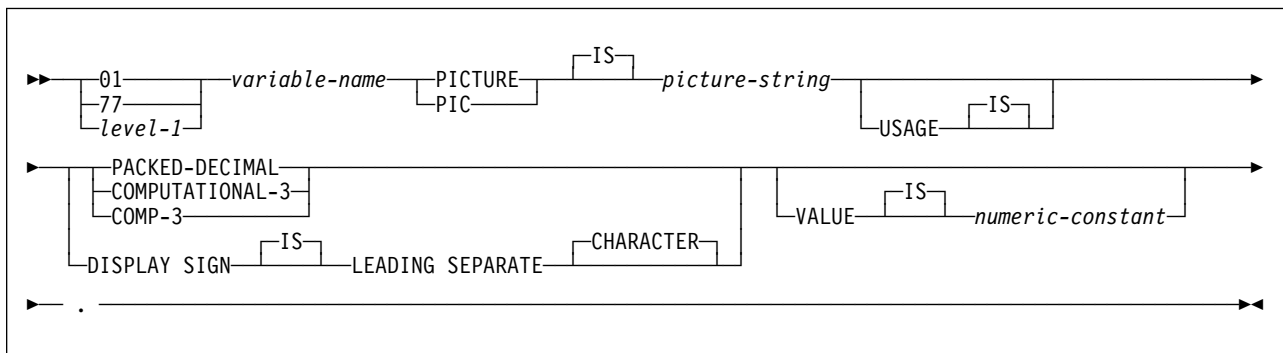 IS
01 variable-name PICTURE picture-string
77 PIC IS
level-1 USAGE
PACKED-DECIMAL
COMPUTATIONAL-3 IS
COMP-3 VALUE numeric-constant
IS CHARACTER
DISPLAY SIGN LEADING SEPARATE
.